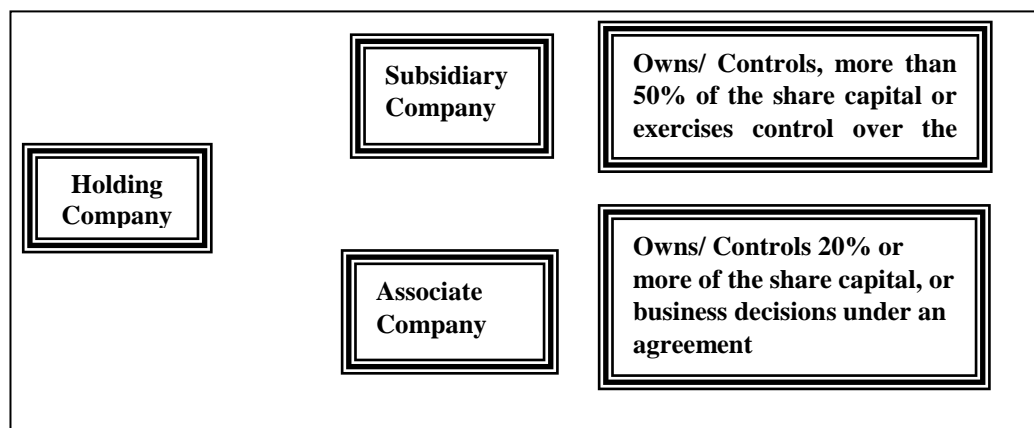 Subsidiary
Company
Owns/ Controls, more than
50% of the share capital or
exercises control over the
Holding
Company
Associate
Company
Owns/ Controls 20% or
more of the share capital, or
business decisions under an
agreement